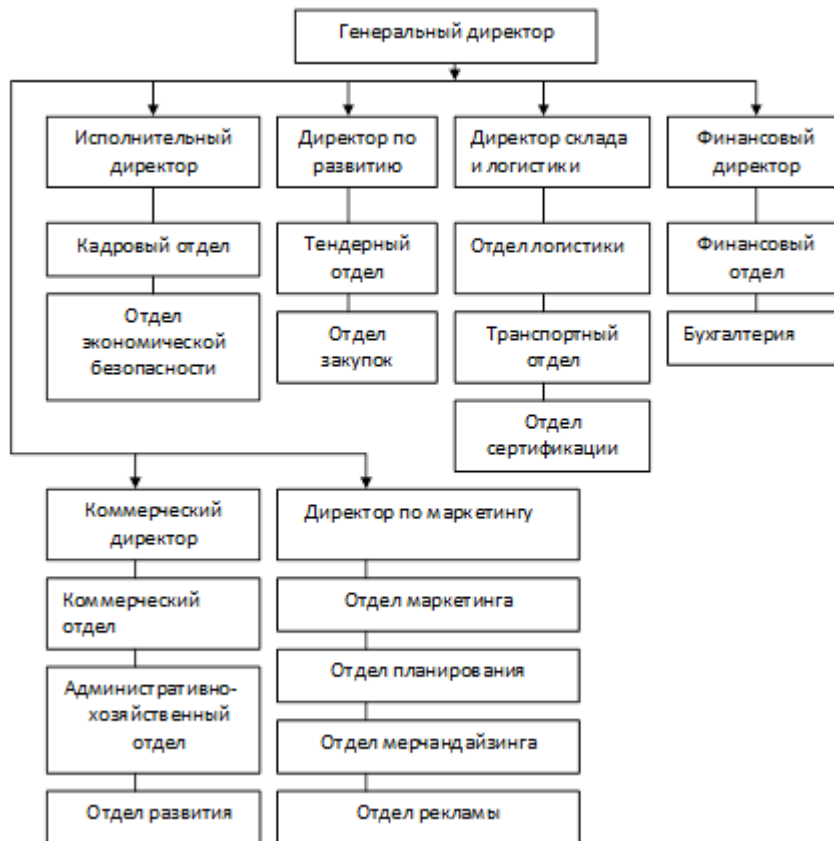 Генеральный директор
Исполнительный
директор
Директор по
развитию
Директор склада
и логистики
Финансовый
директор
Кадровый отдел
Тендерный
отдел
Отдел логистики
Финансовый
отдел
Отдел
экономической
безопасности
Отдел
закупок
Транспортный
отдел
Бухгалтерия
Отдел
сертификации
Коммерческий
директор
Директор по маркетингу
Коммерческий
отдел
Отдел маркетинга
Административно-
хозяйственный
отдел
Отдел планирования
Отдел мерчандайзинга
Отдел развития
Отдел рекламы